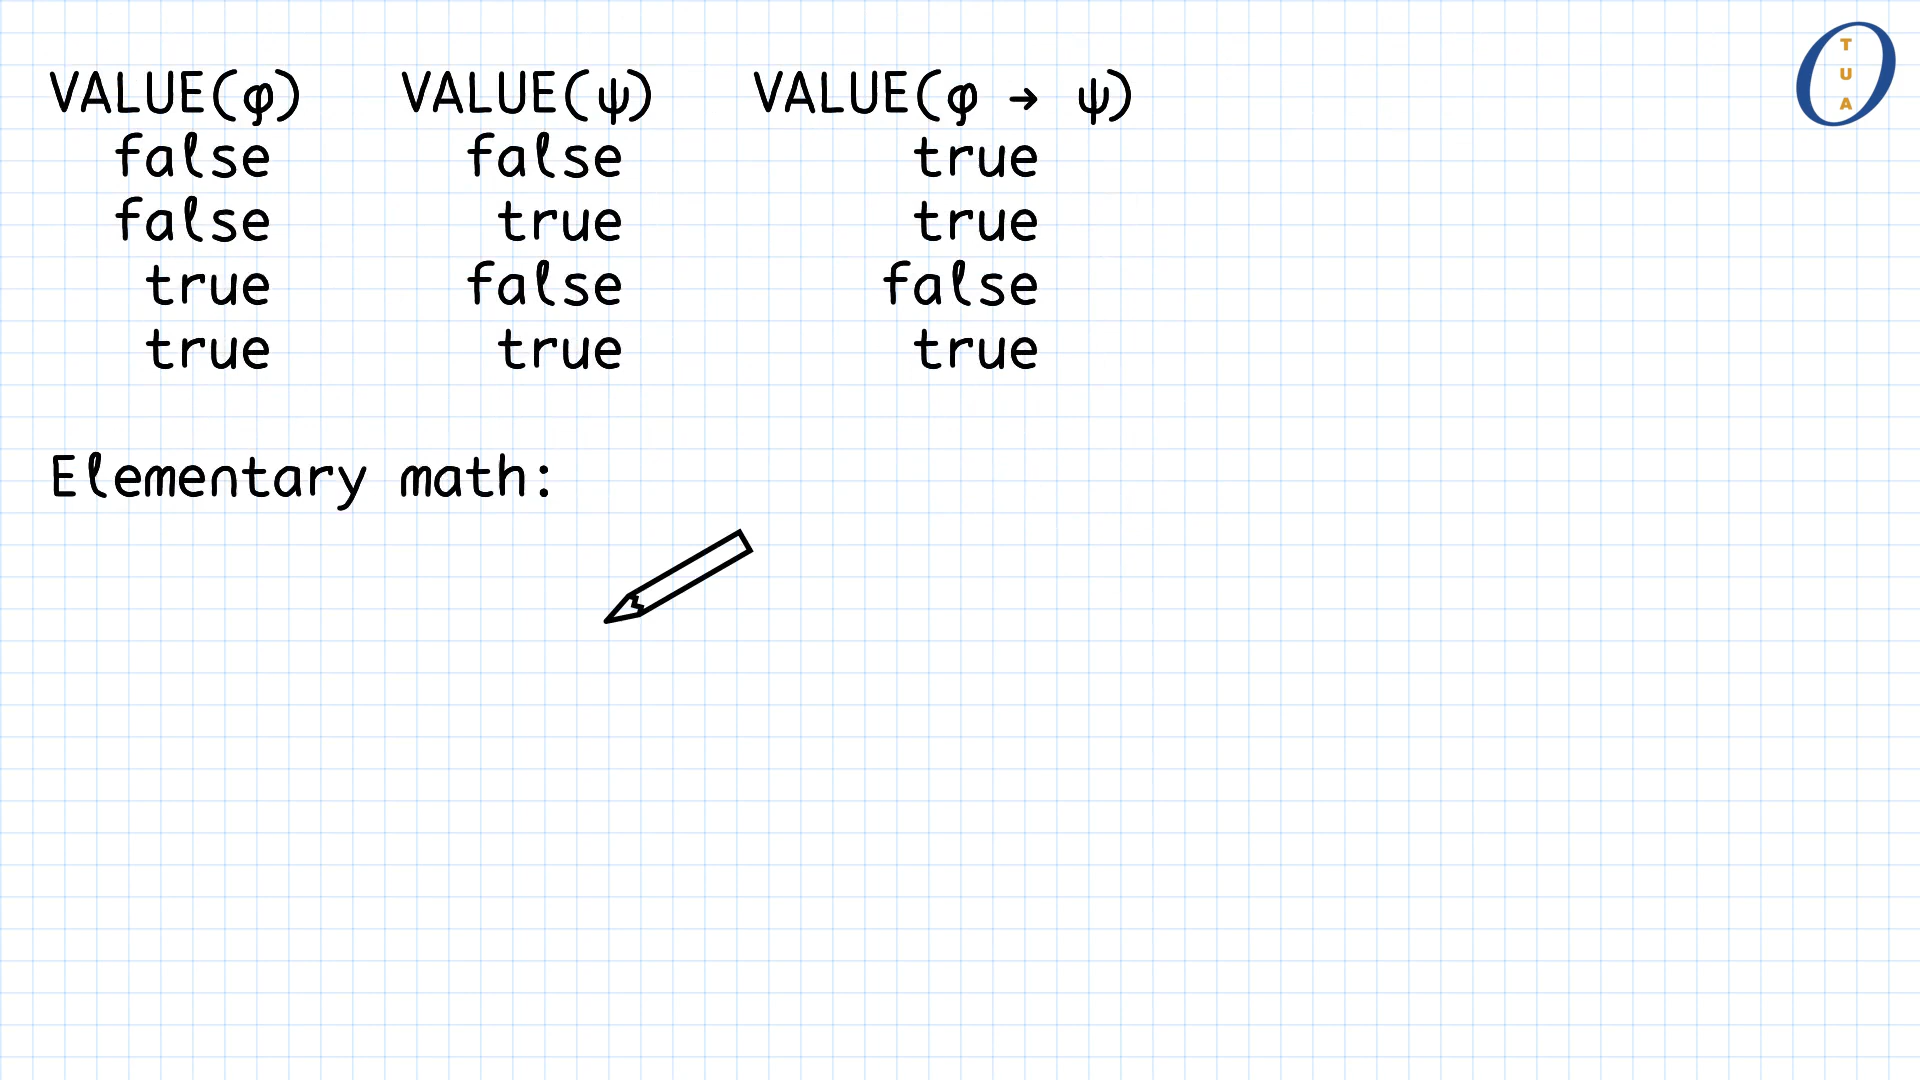 VALUE(φ) VALUE(ψ) VALUE(φ → ψ)
false false true
false true true
true false false
true true true
Elementary math:
T
U
A